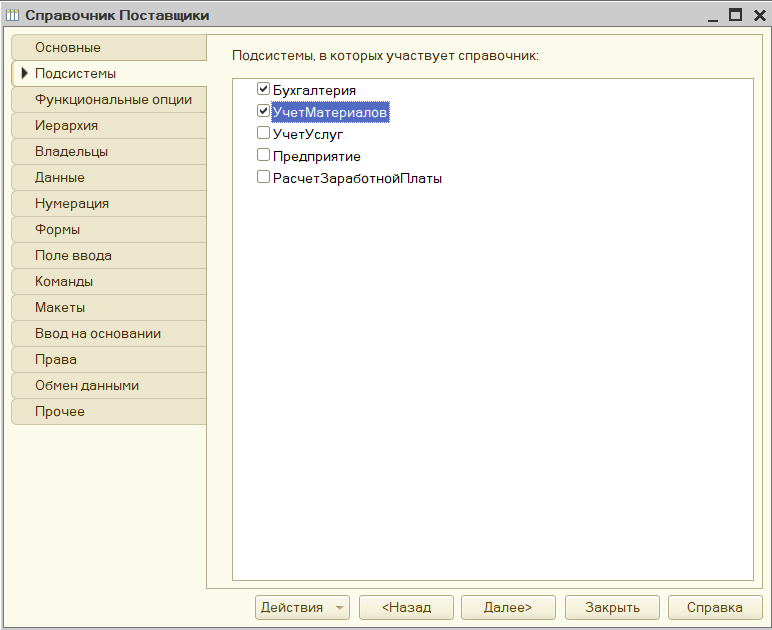 Справочник Поставщики
Основные
Подсистемы
Функциональные опции
Иерархия
Владельцы
Данные
Нумерация
Формы
Поле ввода
Команды
Макеты
Ввод на основании
Права
Обмен данными
Прочее
Подсистемы, в которых участвует справочник:
Бухгалтерия
УчетМатериалов
УчетУслуг
Предприятие
РасчетЗаработнойПлаты
Действия
<Назад
Далее>
Закрыть
Справка